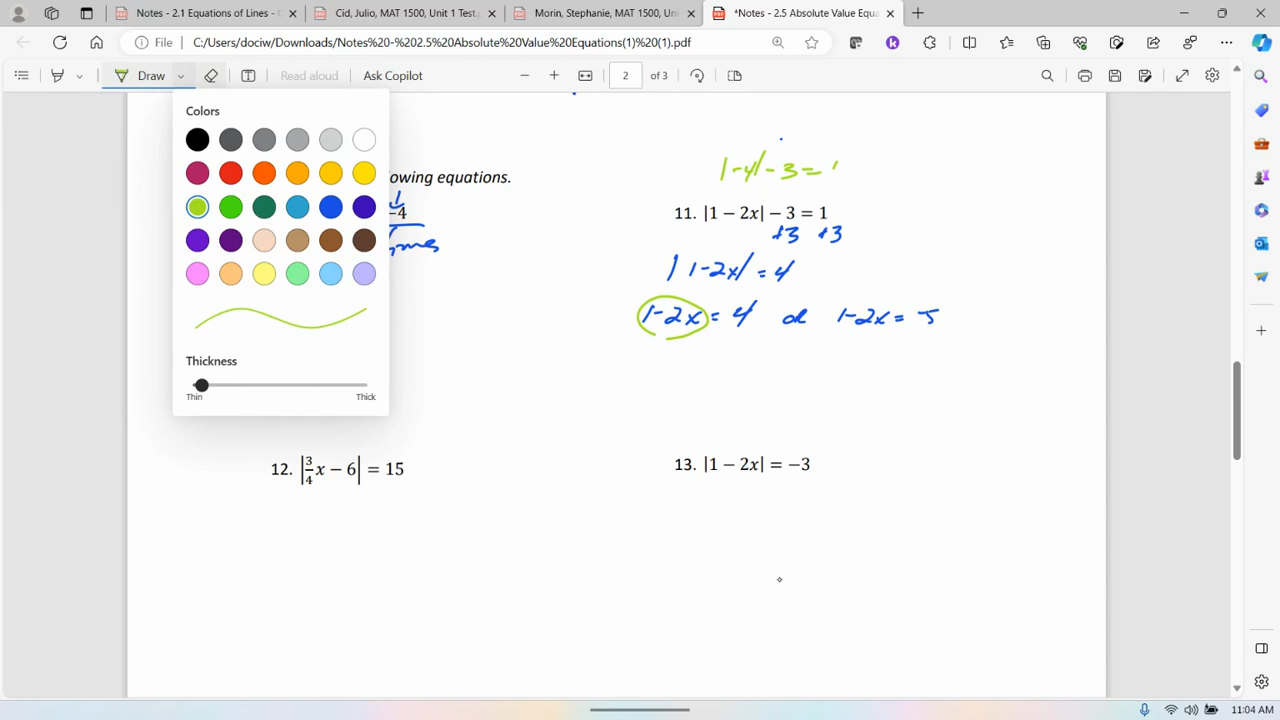 Notes - 2.1 Equations of Lines - C
Cid, Julio, MAT 1500, Unit 1 Test.p
Morin, Stephanie, MAT 1500, Unit
*Notes - 2.5 Absolute Value Equa
File C:/Users/dociw/Downloads/Notes%20-%202.5%20Absolute%20Value%20Equations(1)%20(1).pdf
Draw Read aloud Ask Copilot 2 of 3
Colors
|-4|-3=1
owing equations.
-4
11. |1 − 2x| − 3 = 1
+3 +3
|1-2x|=4
1-2x=4 or 1-2x=
Thickness
Thin Thick
12. |3/4 x − 6| = 15
13. |1 − 2x| = −3
11:04 AM